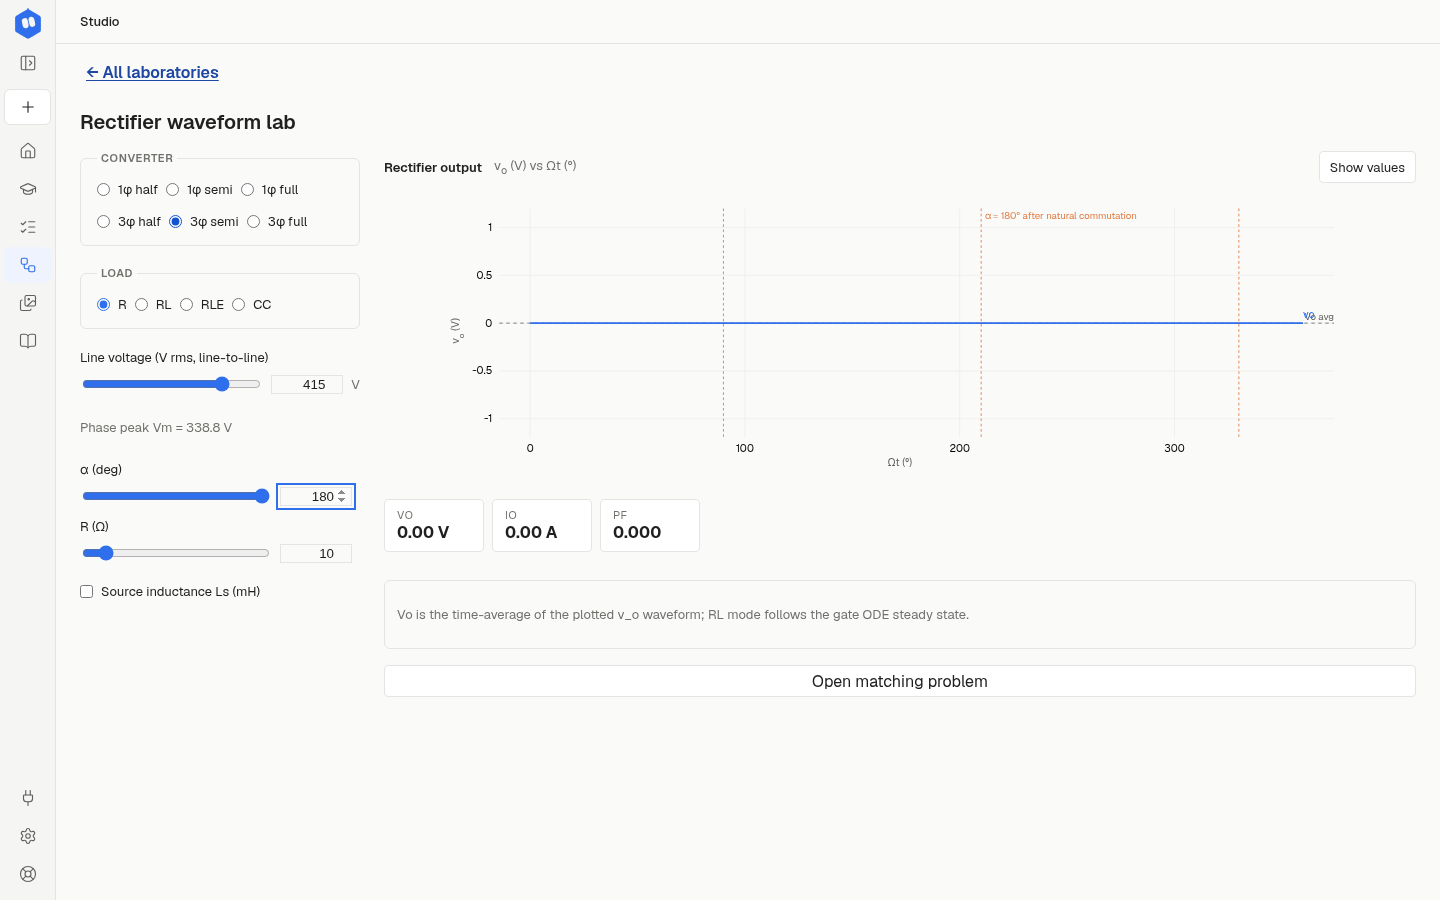 Studio
← All laboratories
Rectifier waveform lab
CONVERTER
1φ half 1φ semi 1φ full
3φ half 3φ semi 3φ full
LOAD
R RL RLE CC
Line voltage (V rms, line-to-line)
415 V
Phase peak Vm = 338.8 V
α (deg)
180
R (Ω)
10
Source inductance Ls (mH)
Rectifier output vo (V) vs Ωt (°)
Show values
α = 180° after natural commutation
1
0.5
0
-0.5
-1
vo (V)
Vo avg
0 100 200 300
Ωt (°)
VO
0.00 V
IO
0.00 A
PF
0.000
Vo is the time-average of the plotted v_o waveform; RL mode follows the gate ODE steady state.
Open matching problem